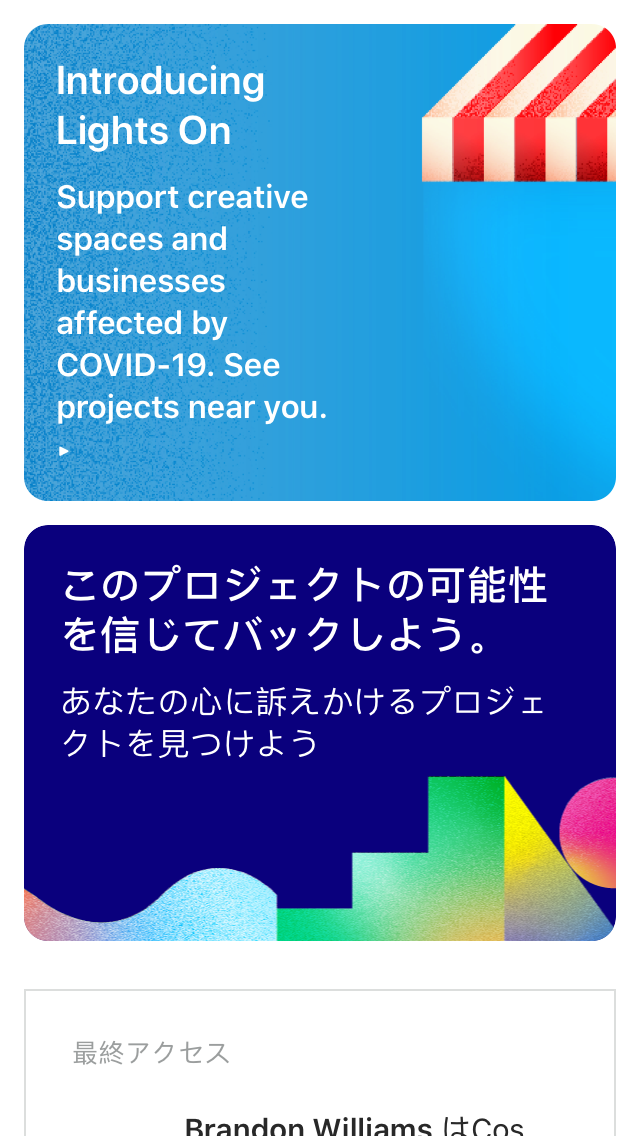 Introducing
Lights On
Support creative
spaces and
businesses
affected by
COVID-19. See
projects near you.
このプロジェクトの可能性
を信じてバックしよう。
あなたの心に訴えかけるプロジェ
クトを見つけよう
最終アクセス
Brandon Williams はCos